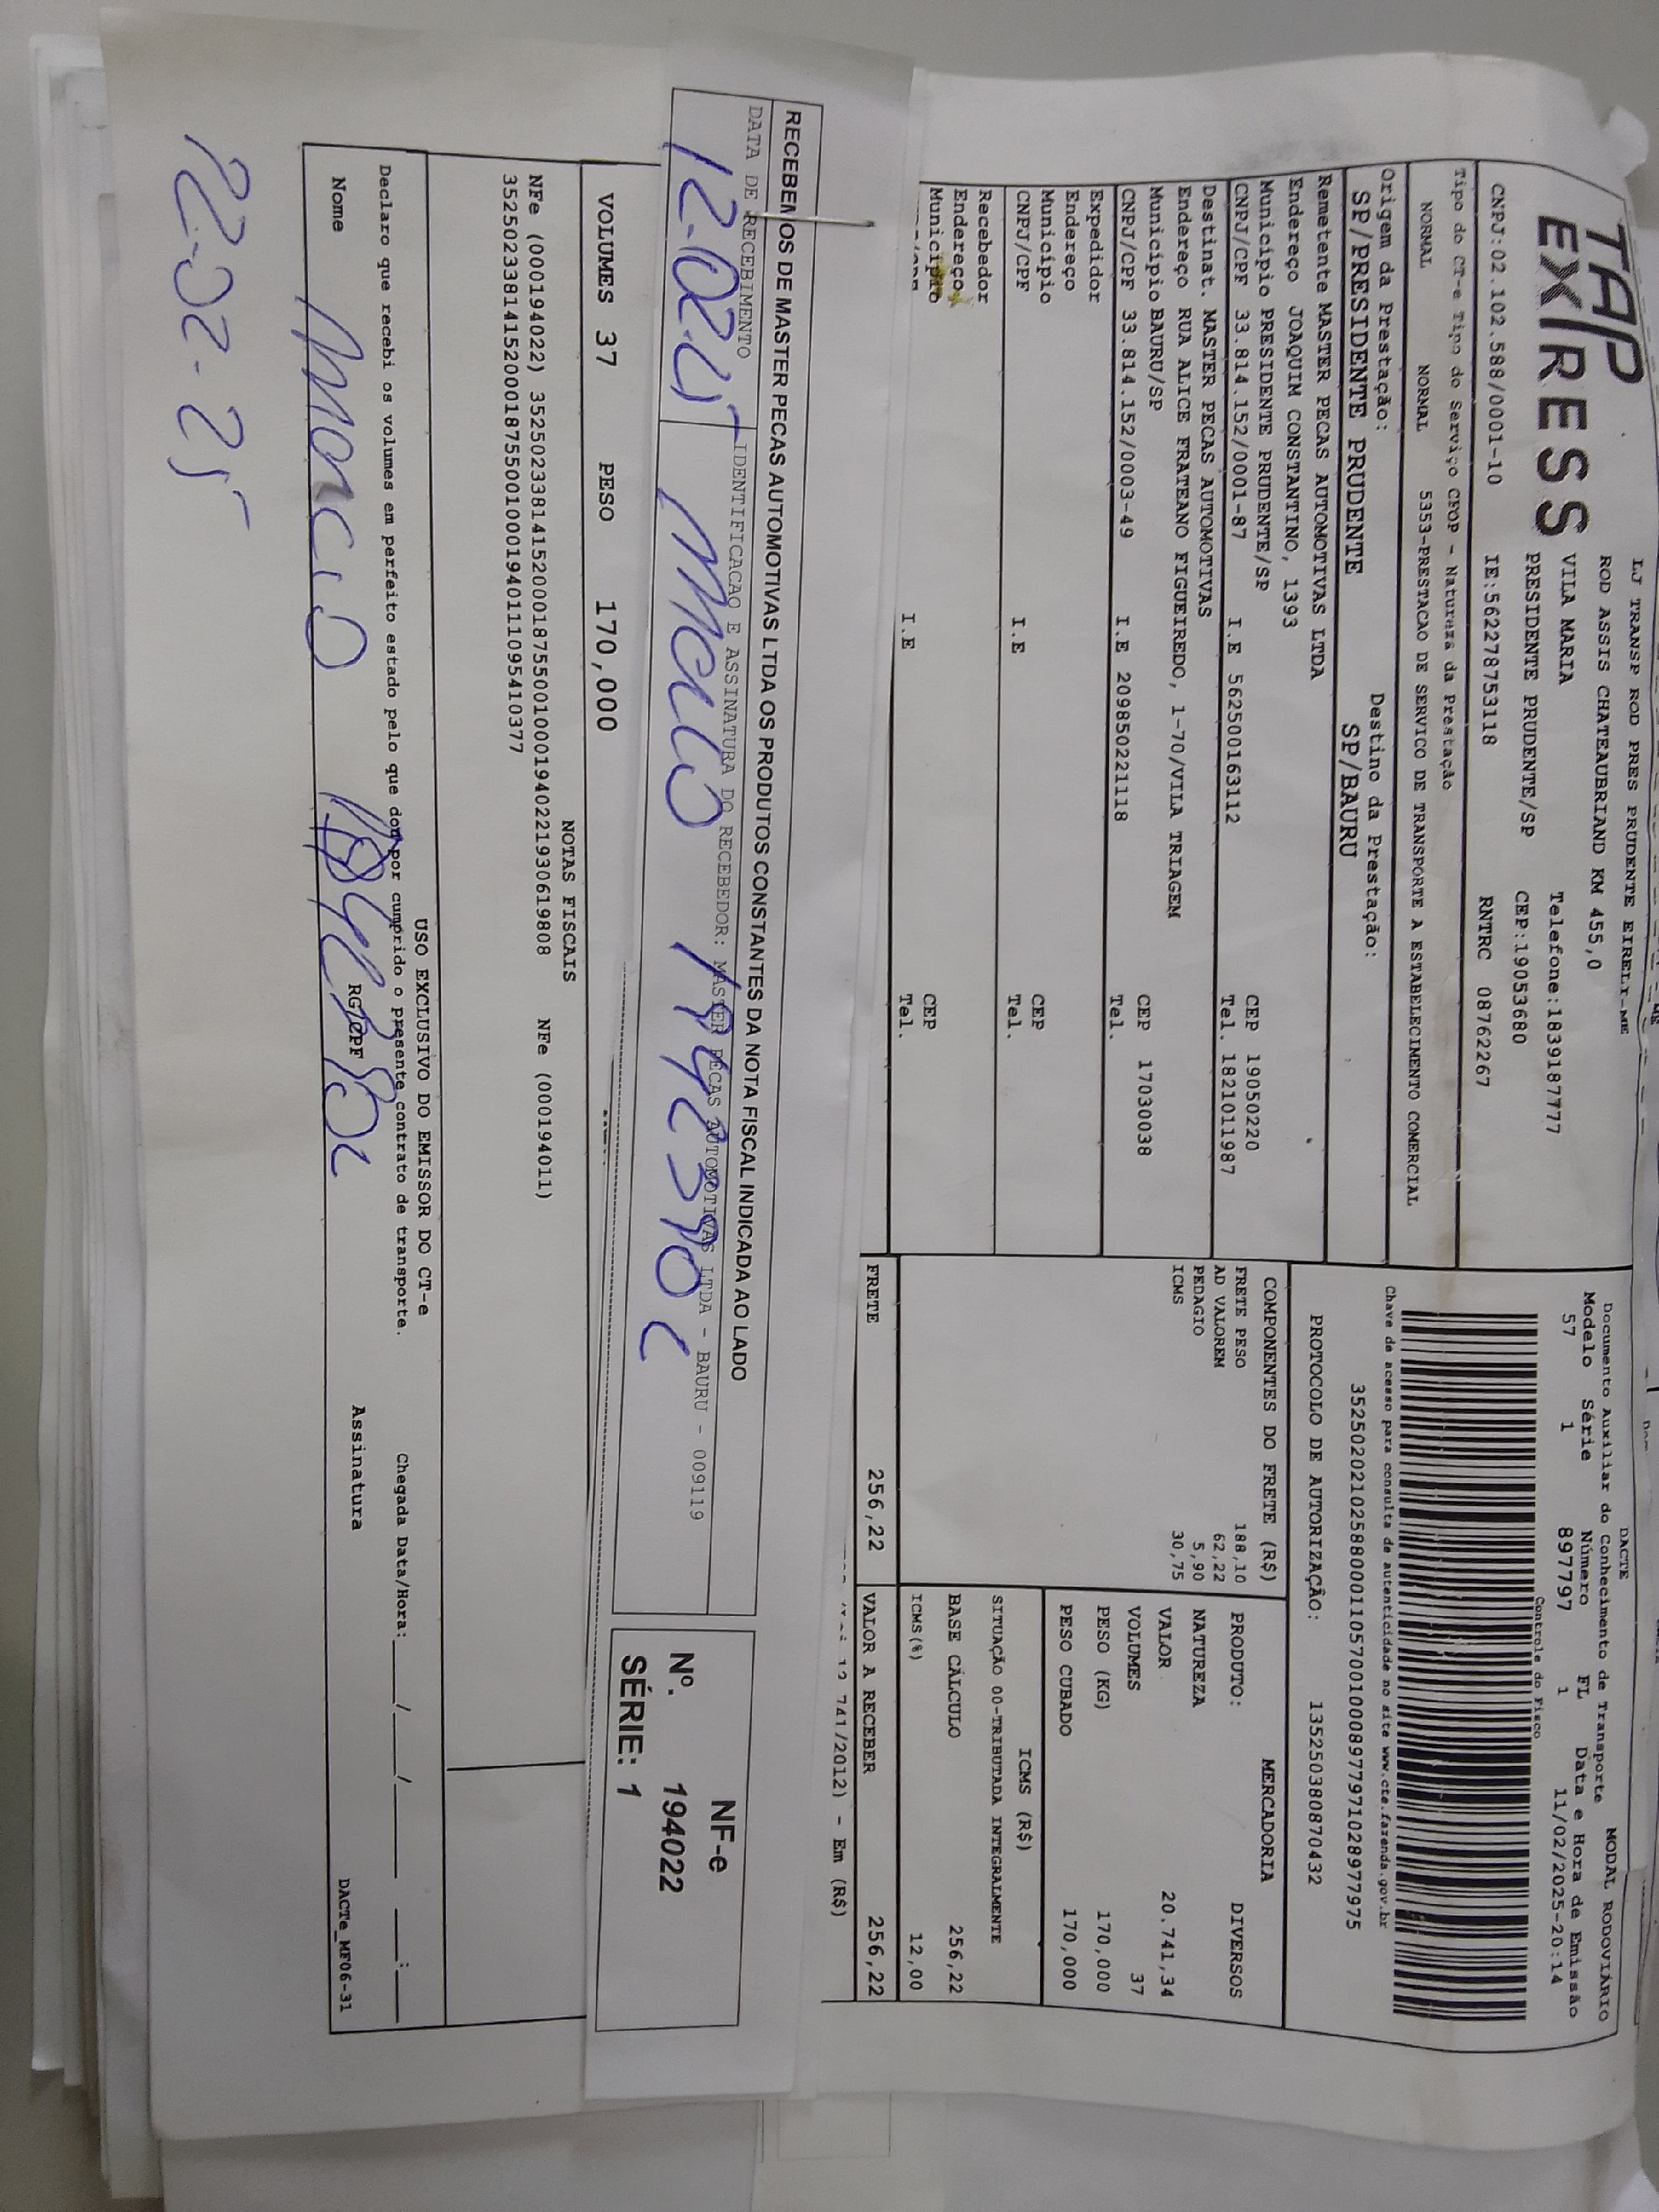 TAP
EXPRESS
LJ TRANSP ROD PRES PRUDENTE EIRELI-ME
ROD ASSIS CHATEAUBRIAND KM 455,0
VILA MARIA Telefone:1839187777
PRESIDENTE PRUDENTE/SP CEP:19053680
CNPJ:02.102.588/0001-10 IE:562278753118 RNTRC 08762267
Tipo do CT-e Tipo do Serviço CFOP - Natureza da Prestação
NORMAL NORMAL 5353-PRESTACAO DE SERVICO DE TRANSPORTE A ESTABELECIMENTO COMERCIAL
Origem da Prestação: Destino da Prestação:
SP/PRESIDENTE PRUDENTE SP/BAURU
Remetente MASTER PECAS AUTOMOTIVAS LTDA
Endereço JOAQUIM CONSTANTINO, 1393
Município PRESIDENTE PRUDENTE/SP CEP 19050220
CNPJ/CPF 33.814.152/0001-87 I.E 562500163112 Tel. 1821011987
Destinat. MASTER PECAS AUTOMOTIVAS
Endereço RUA ALICE FRATEANO FIGUEIREDO, 1-70/VILA TRIAGEM
Município BAURU/SP CEP 17030038
CNPJ/CPF 33.814.152/0003-49 I.E 209850221118 Tel.
Expedidor
Endereço
Município CEP
CNPJ/CPF I.E Tel.
Recebedor
Endereço
Município CEP
I.E Tel.
DACTE MODAL RODOVIÁRIO
Documento Auxiliar do Conhecimento de Transporte
Modelo Série Número FL Data e Hora de Emissão
57 1 897797 1 11/02/2025-20:14
Controle do Fisco
Chave de acesso para consulta de autenticidade no site www.cte.fazenda.gov.br
35250202102588000110570010008977971028977975
PROTOCOLO DE AUTORIZAÇÃO: 135250380870432
COMPONENTES DO FRETE (R$)
FRETE PESO 188,10
AD VALOREM 62,22
PEDAGIO 5,90
ICMS 30,75
MERCADORIA
PRODUTO: DIVERSOS
NATUREZA
VALOR 20.741,34
VOLUMES 37
PESO (KG) 170,000
PESO CUBADO 170,000
ICMS (R$)
SITUAÇÃO 00-TRIBUTADA INTEGRALMENTE
BASE CÁLCULO 256,22
ICMS(%) 12,00
FRETE 256,22 VALOR A RECEBER 256,22
12.741/2012) - Em (R$)
RECEBEMOS DE MASTER PECAS AUTOMOTIVAS LTDA OS PRODUTOS CONSTANTES DA NOTA FISCAL INDICADA AO LADO
DATA DE RECEBIMENTO IDENTIFICACAO E ASSINATURA DO RECEBEDOR: MASTER PECAS AUTOMOTIVAS LTDA - BAURU - 009119
NF-e
Nº. 194022
SÉRIE: 1
VOLUMES 37 PESO 170,000
NOTAS FISCAIS
NFe (000194022) 35250233814152000187550010001940221930619808 NFe (000194011)
35250233814152000187550010001940111095410377
USO EXCLUSIVO DO EMISSOR DO CT-e
Declaro que recebi os volumes em perfeito estado pelo que dou por cumprido o presente contrato de transporte. Chegada Data/Hora: / / :
Nome RG/CPF Assinatura DACTe_MF06-31